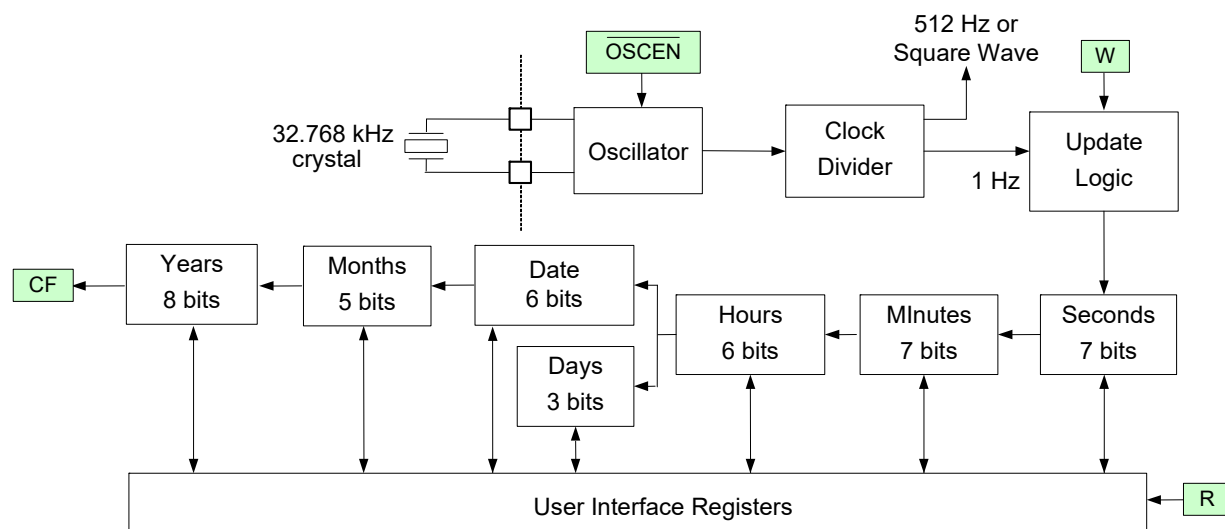 OSCEN
512 Hz or
Square Wave
W
32.768 kHz
crystal
Oscillator
Clock
Divider
1 Hz
Update
Logic
CF
Years
8 bits
Months
5 bits
Date
6 bits
Days
3 bits
Hours
6 bits
MInutes
7 bits
Seconds
7 bits
User Interface Registers
R